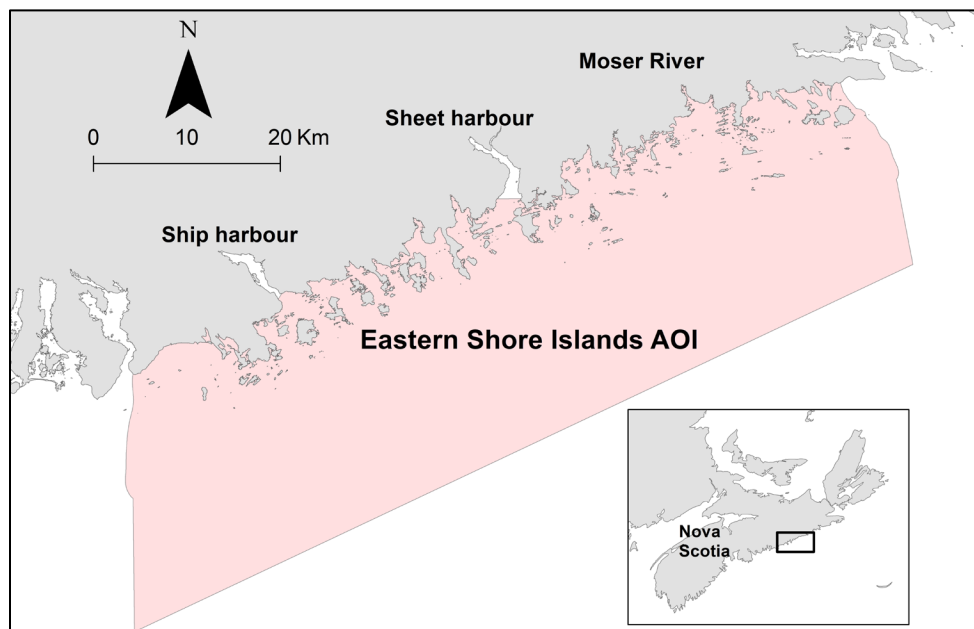 N
Moser River
Sheet harbour
0 10 20 Km
Ship harbour
Eastern Shore Islands AOI
Nova
Scotia